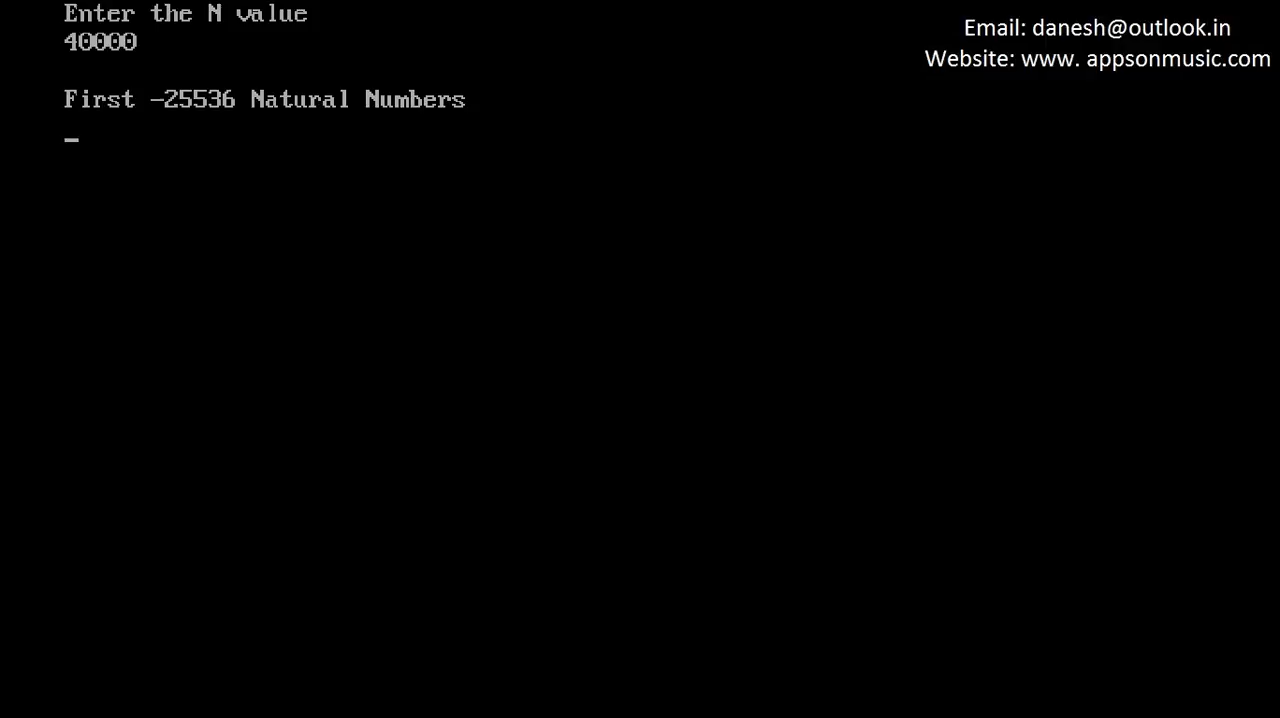 Enter the N value
40000
First -25536 Natural Numbers
Email: danesh@outlook.in
Website: www. appsonmusic.com